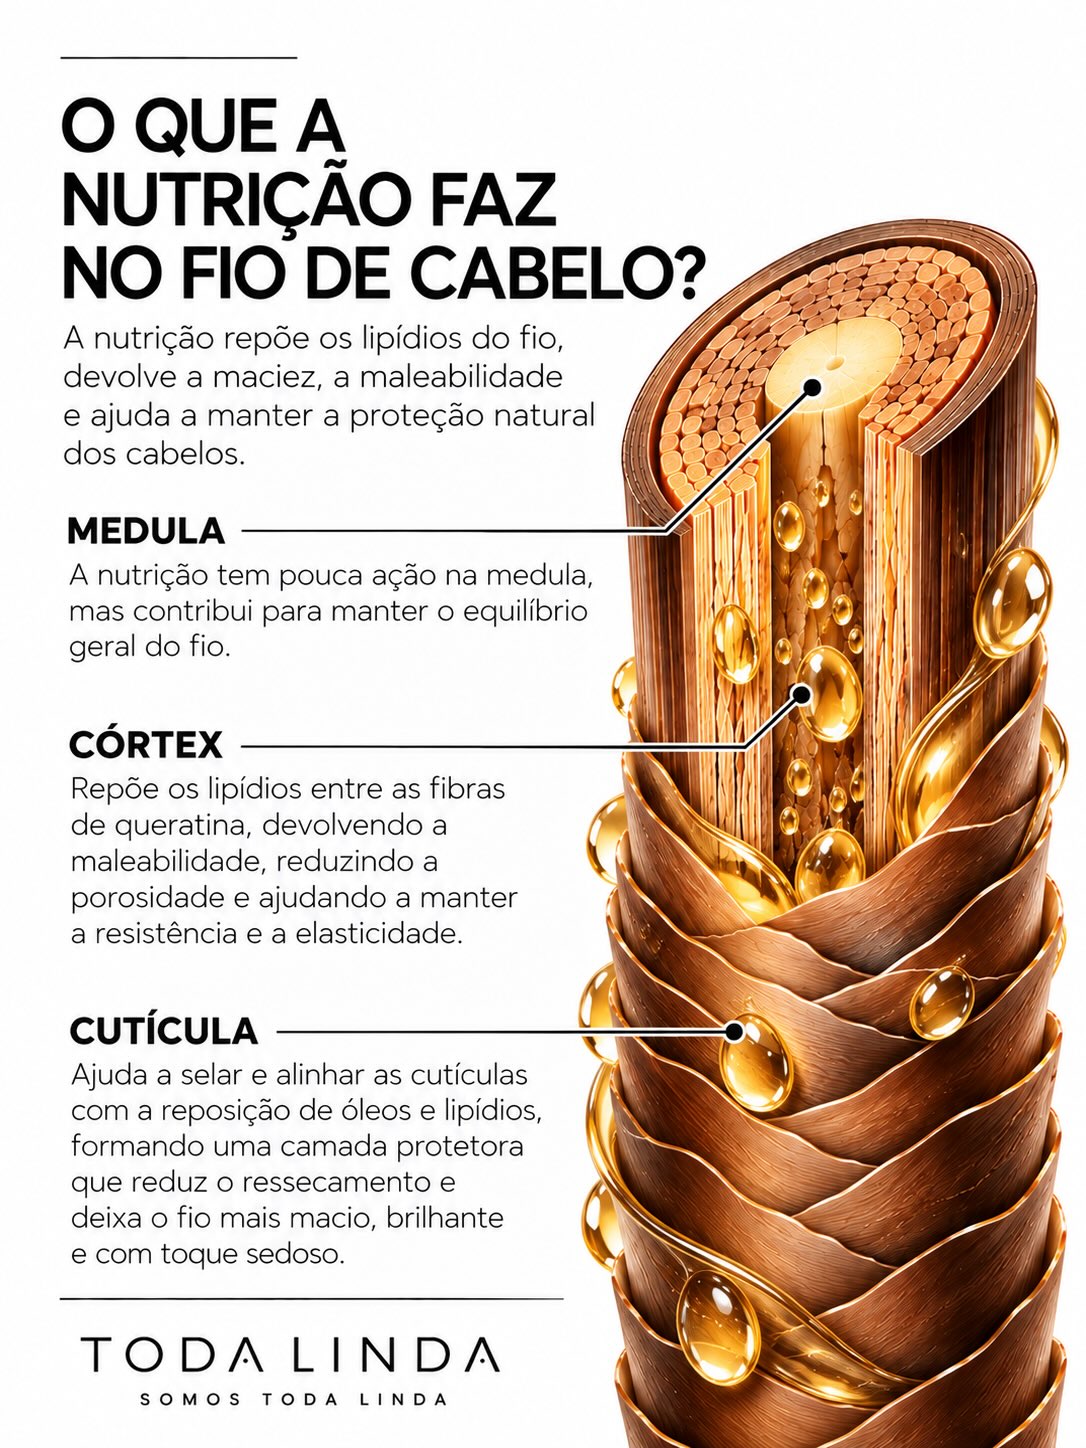 O QUE A
NUTRIÇÃO FAZ
NO FIO DE CABELO?
A nutrição repõe os lipídios do fio,
devolve a maciez, a maleabilidade
e ajuda a manter a proteção natural
dos cabelos.
MEDULA
A nutrição tem pouca ação na medula,
mas contribui para manter o equilíbrio
geral do fio.
CÓRTEX
Repõe os lipídios entre as fibras
de queratina, devolvendo a
maleabilidade, reduzindo a
porosidade e ajudando a manter
a resistência e a elasticidade.
CUTÍCULA
Ajuda a selar e alinhar as cutículas
com a reposição de óleos e lipídios,
formando uma camada protetora
que reduz o ressecamento e
deixa o fio mais macio, brilhante
e com toque sedoso.
TODA LINDA
SOMOS TODA LINDA